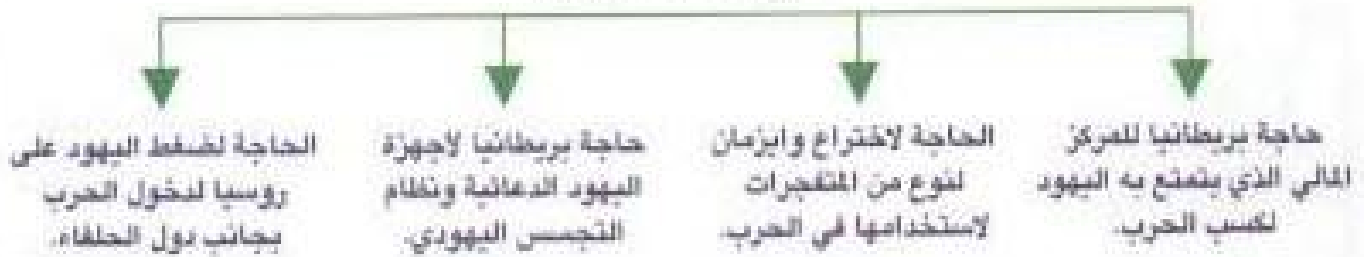 حاجة بريطانيا للمركز
المالي الذي يتمتع به اليهود
لكسب الحرب.
الحاجة لاختراع وايزمان
لنوع من المتفجرات
لاستخدامها في الحرب.
حاجة بريطانيا لاجهزة
اليهود الدعائية ونظام
التجسس اليهودي.
الحاجة لضغط اليهود على
روسيا لدخول الحرب
بجانب دول الحلفاء.